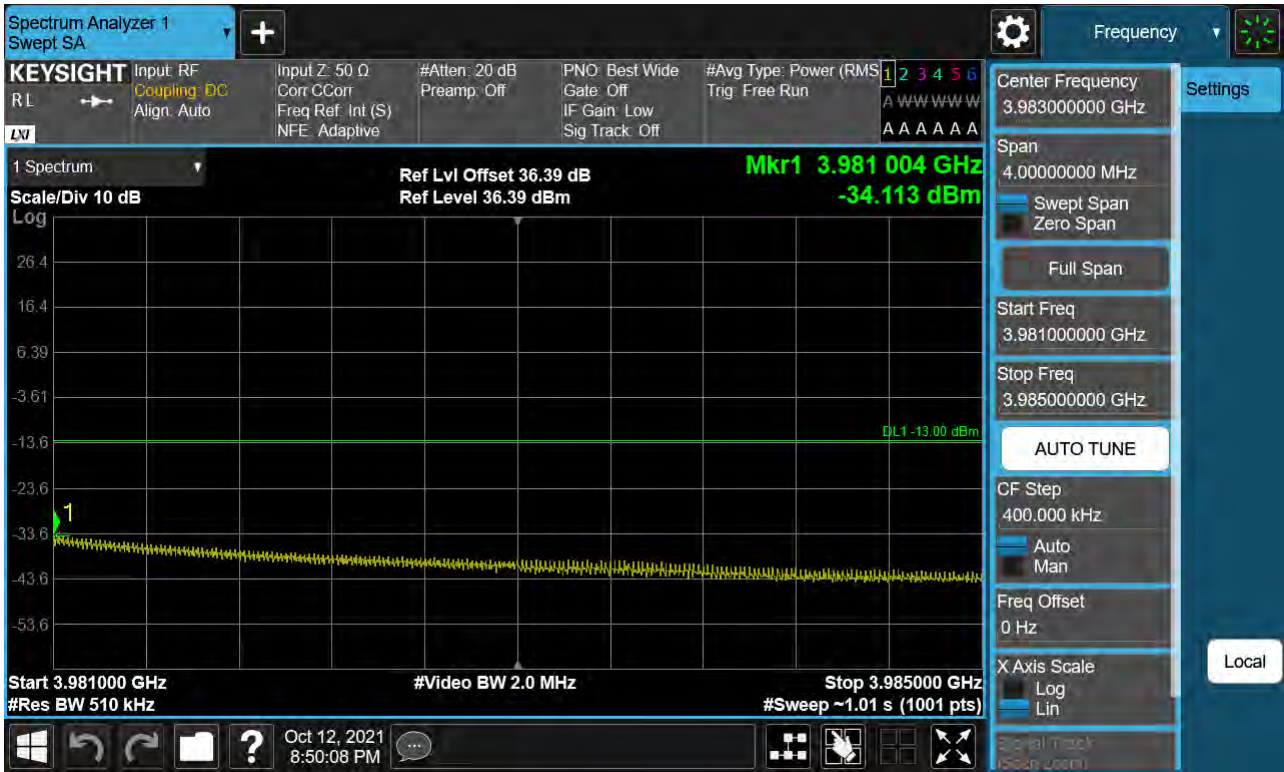 Spectrum Analyzer 1
Swept SA
+
Frequency
KEYSIGHT
Input: RF
Input Z: 50 Ω
#Atten: 20 dB
PNO: Best Wide
#Avg Type: Power (RMS
1 2 3 4 5 6
RL
Coupling: DC
Corr CCorr
Preamp: Off
Gate: Off
Trig: Free Run
A W W W W W
Align: Auto
Freq Ref: Int (S)
IF Gain: Low
LXI
NFE: Adaptive
Sig Track: Off
A A A A A A
1 Spectrum
Ref Lvl Offset 36.39 dB
Mkr1 3.981 004 GHz
Scale/Div 10 dB
Ref Level 36.39 dBm
-34.113 dBm
Log
26.4
16.4
6.39
-3.61
DL1 -13.00 dBm
-13.6
-23.6
1
-33.6
-43.6
-53.6
Start 3.981000 GHz
#Video BW 2.0 MHz
Stop 3.985000 GHz
#Res BW 510 kHz
#Sweep ~1.01 s (1001 pts)
Center Frequency
3.983000000 GHz
Settings
Span
4.00000000 MHz
Swept Span
Zero Span
Full Span
Start Freq
3.981000000 GHz
Stop Freq
3.985000000 GHz
AUTO TUNE
CF Step
400.000 kHz
Auto
Man
Freq Offset
0 Hz
X Axis Scale
Log
Lin
Local
Signal Track
(Span Zoom)
?
Oct 12, 2021
8:50:08 PM